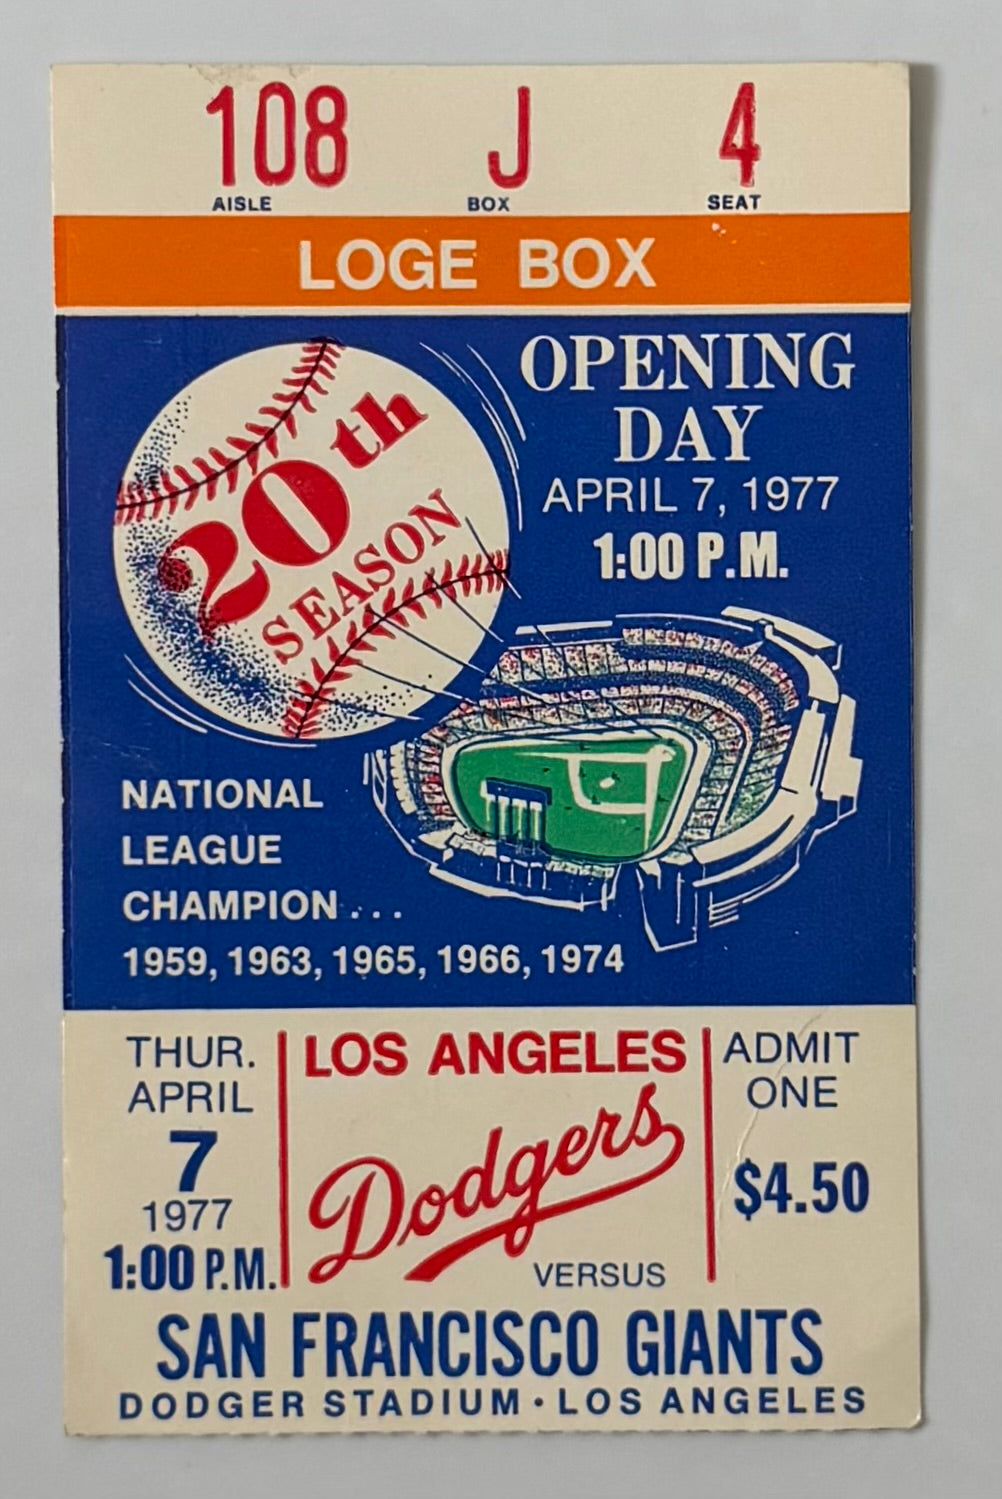 108 J 4
AISLE BOX SEAT
LOGE BOX
OPENING
DAY
APRIL 7, 1977
1:00 P.M.
20th
SEASON
NATIONAL
LEAGUE
CHAMPION...
1959, 1963, 1965, 1966, 1974
THUR.
APRIL
7
1977
1:00 P.M.
LOS ANGELES
Dodgers
VERSUS
ADMIT
ONE
$4.50
SAN FRANCISCO GIANTS
DODGER STADIUM · LOS ANGELES